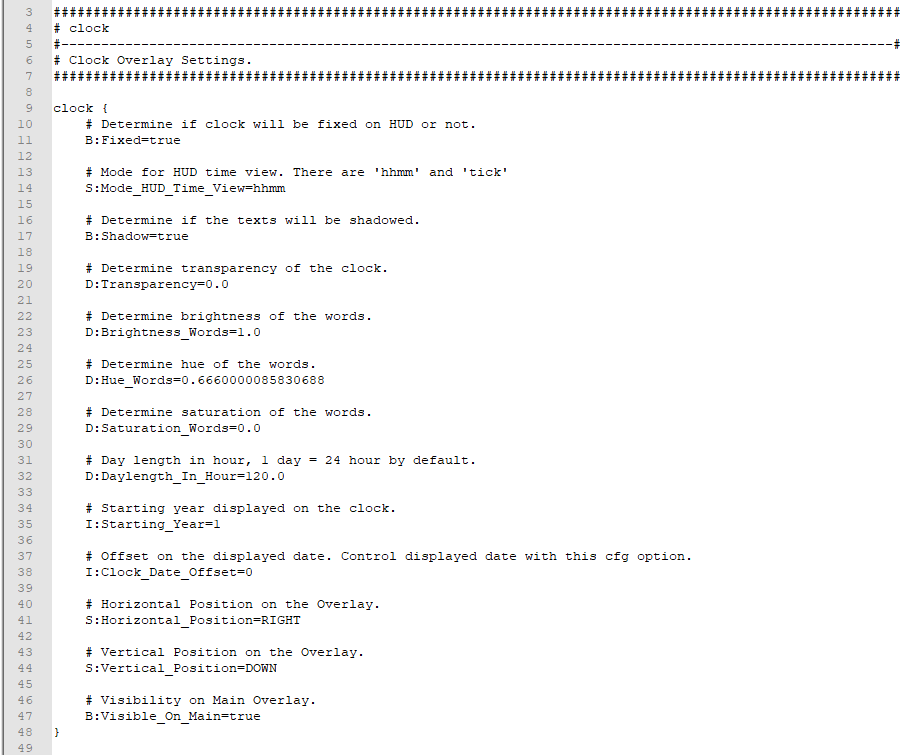 3 ##########################################################################################################
4 # clock
5 #--------------------------------------------------------------------------------------------------------#
6 # Clock Overlay Settings.
7 ##########################################################################################################
8
9 clock {
10     # Determine if clock will be fixed on HUD or not.
11     B:Fixed=true
12
13     # Mode for HUD time view. There are 'hhmm' and 'tick'
14     S:Mode_HUD_Time_View=hhmm
15
16     # Determine if the texts will be shadowed.
17     B:Shadow=true
18
19     # Determine transparency of the clock.
20     D:Transparency=0.0
21
22     # Determine brightness of the words.
23     D:Brightness_Words=1.0
24
25     # Determine hue of the words.
26     D:Hue_Words=0.6660000085830688
27
28     # Determine saturation of the words.
29     D:Saturation_Words=0.0
30
31     # Day length in hour, 1 day = 24 hour by default.
32     D:Daylength_In_Hour=120.0
33
34     # Starting year displayed on the clock.
35     I:Starting_Year=1
36
37     # Offset on the displayed date. Control displayed date with this cfg option.
38     I:Clock_Date_Offset=0
39
40     # Horizontal Position on the Overlay.
41     S:Horizontal_Position=RIGHT
42
43     # Vertical Position on the Overlay.
44     S:Vertical_Position=DOWN
45
46     # Visibility on Main Overlay.
47     B:Visible_On_Main=true
48 }
49